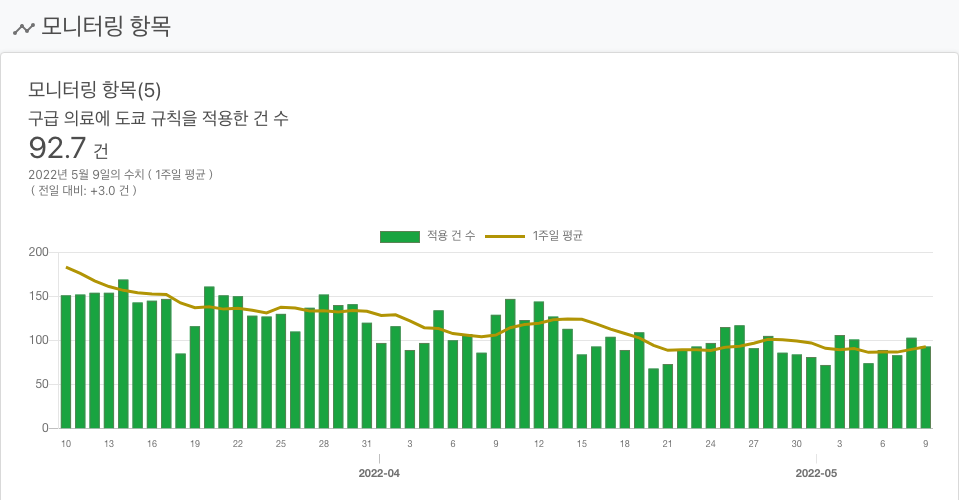 모니터링 항목
모니터링 항목(5)
구급 의료에 도쿄 규칙을 적용한 건 수
92.7 건
2022년 5월 9일의 수치 ( 1주일 평균 )
( 전일 대비: +3.0 건 )
적용 건 수 1주일 평균
200
150
100
50
0
10 13 16 19 22 25 28 31 3 6 9 12 15 18 21 24 27 30 3 6 9
2022-04 2022-05